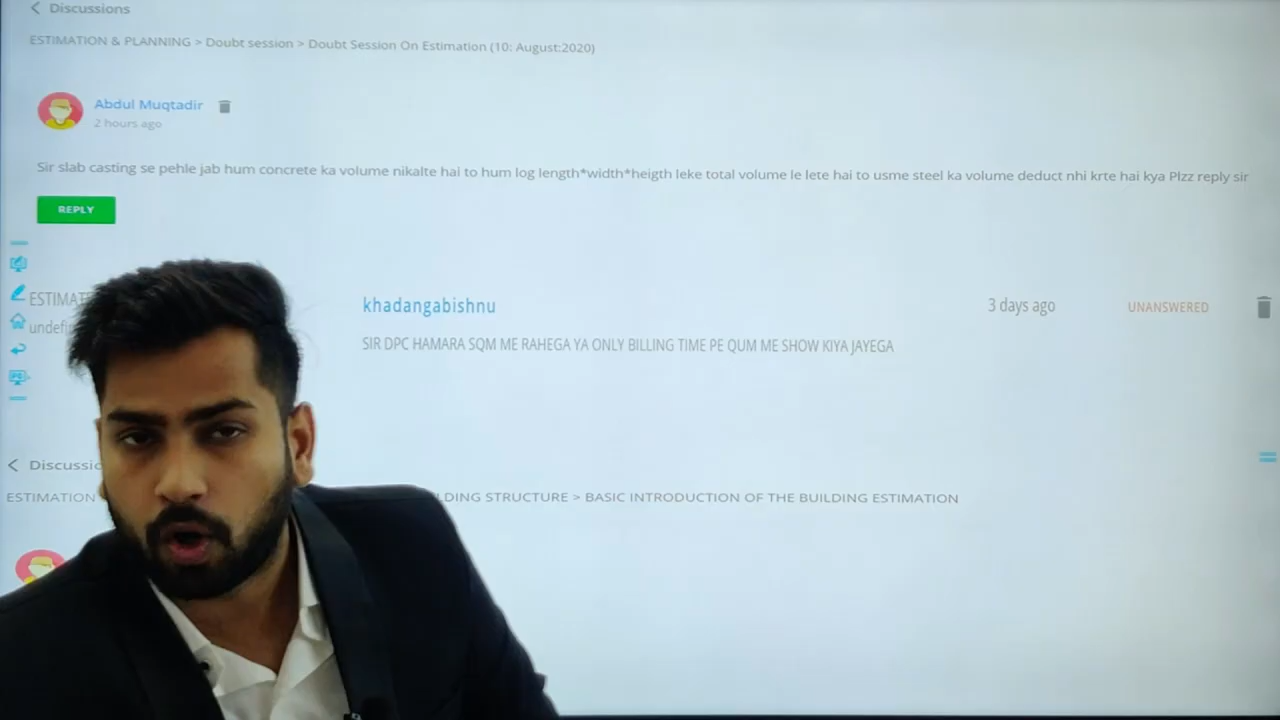 Discussions
ESTIMATION & PLANNING > Doubt session > Doubt Session On Estimation (10: August:2020)
Abdul Muqtadir
2 hours ago
Sir slab casting se pehle jab hum concrete ka volume nikalte hai to hum log length*width*heigth leke total volume le lete hai to usme steel ka volume deduct nhi krte hai kya Plzz reply sir
REPLY
khadangabishnu
3 days ago
UNANSWERED
SIR DPC HAMARA SQM ME RAHEGA YA ONLY BILLING TIME PE QUM ME SHOW KIYA JAYEGA
ESTIMATION LDING STRUCTURE > BASIC INTRODUCTION OF THE BUILDING ESTIMATION